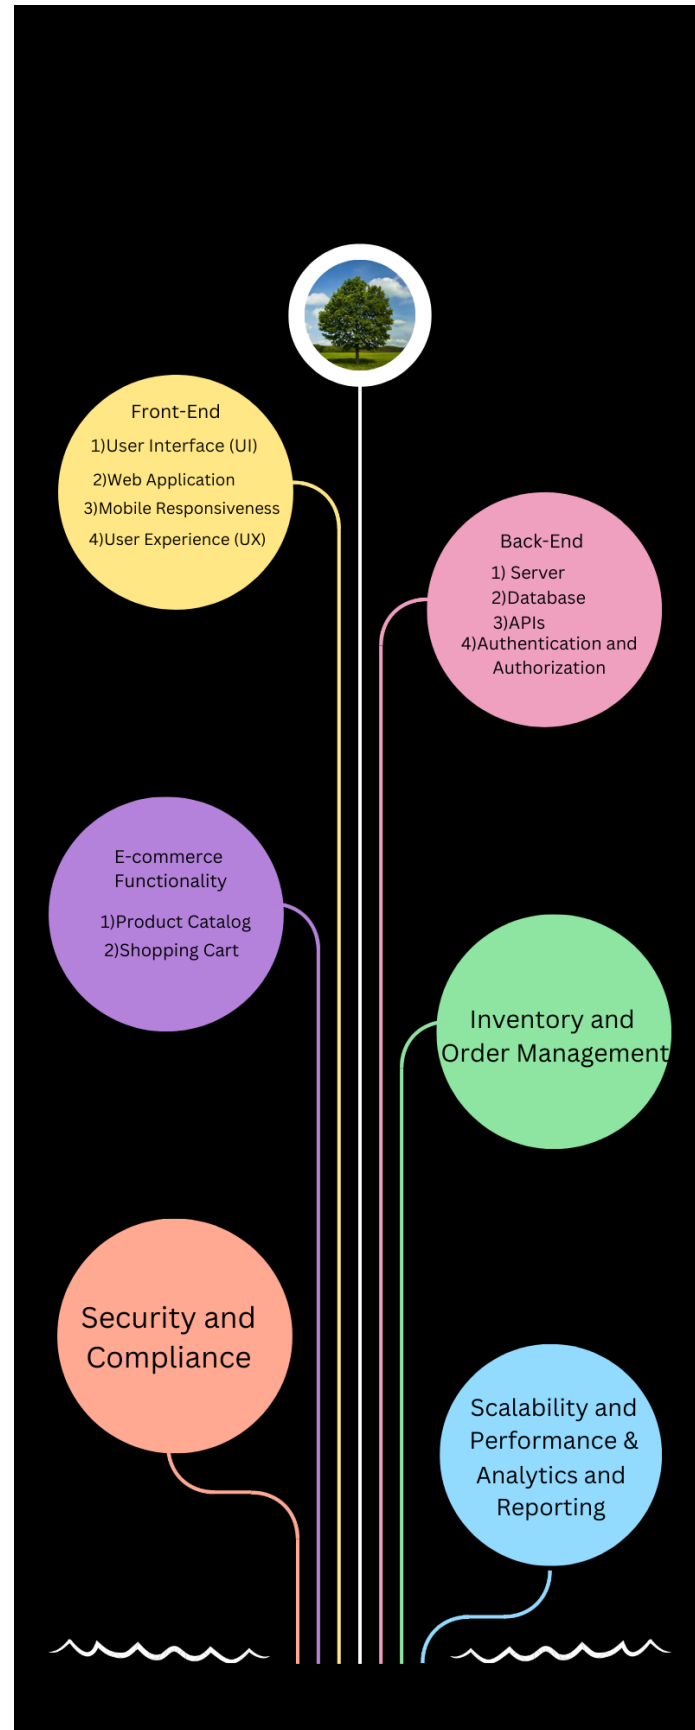 Front-End
1)User Interface (UI)
2)Web Application
3)Mobile Responsiveness
4)User Experience (UX)
Back-End
1) Server
2)Database
3)APIs
4)Authentication and
Authorization
E-commerce
Functionality
1)Product Catalog
2)Shopping Cart
Inventory and
Order Management
Security and
Compliance
Scalability and
Performance &
Analytics and
Reporting